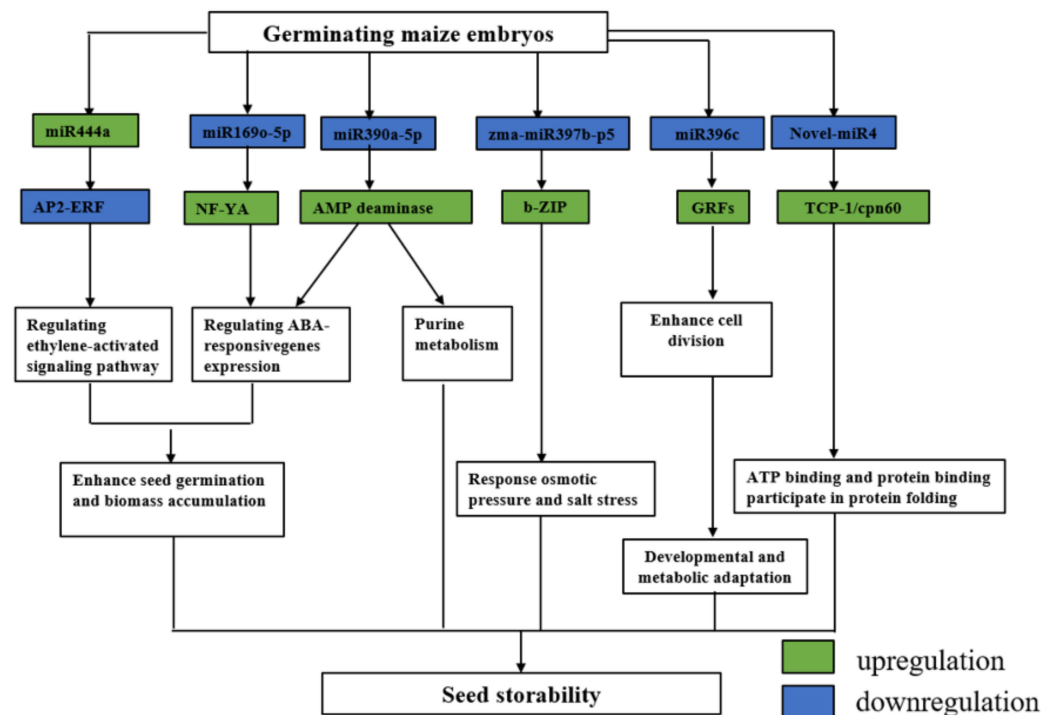 Germinating maize embryos
miR444a
miR169o-5p
miR390a-5p
zma-miR397b-p5
miR396c
Novel-miR4
AP2-ERF
NF-YA
AMP deaminase
b-ZIP
GRFs
TCP-1/cpn60
Regulating
ethylene-activated
signaling pathway
Regulating ABA-
responsivegenes
expression
Purine
metabolism
Enhance cell
division
Enhance seed germination
and biomass accumulation
Response osmotic
pressure and salt stress
ATP binding and protein binding
participate in protein folding
Developmental and
metabolic adaptation
Seed storability
upregulation
downregulation